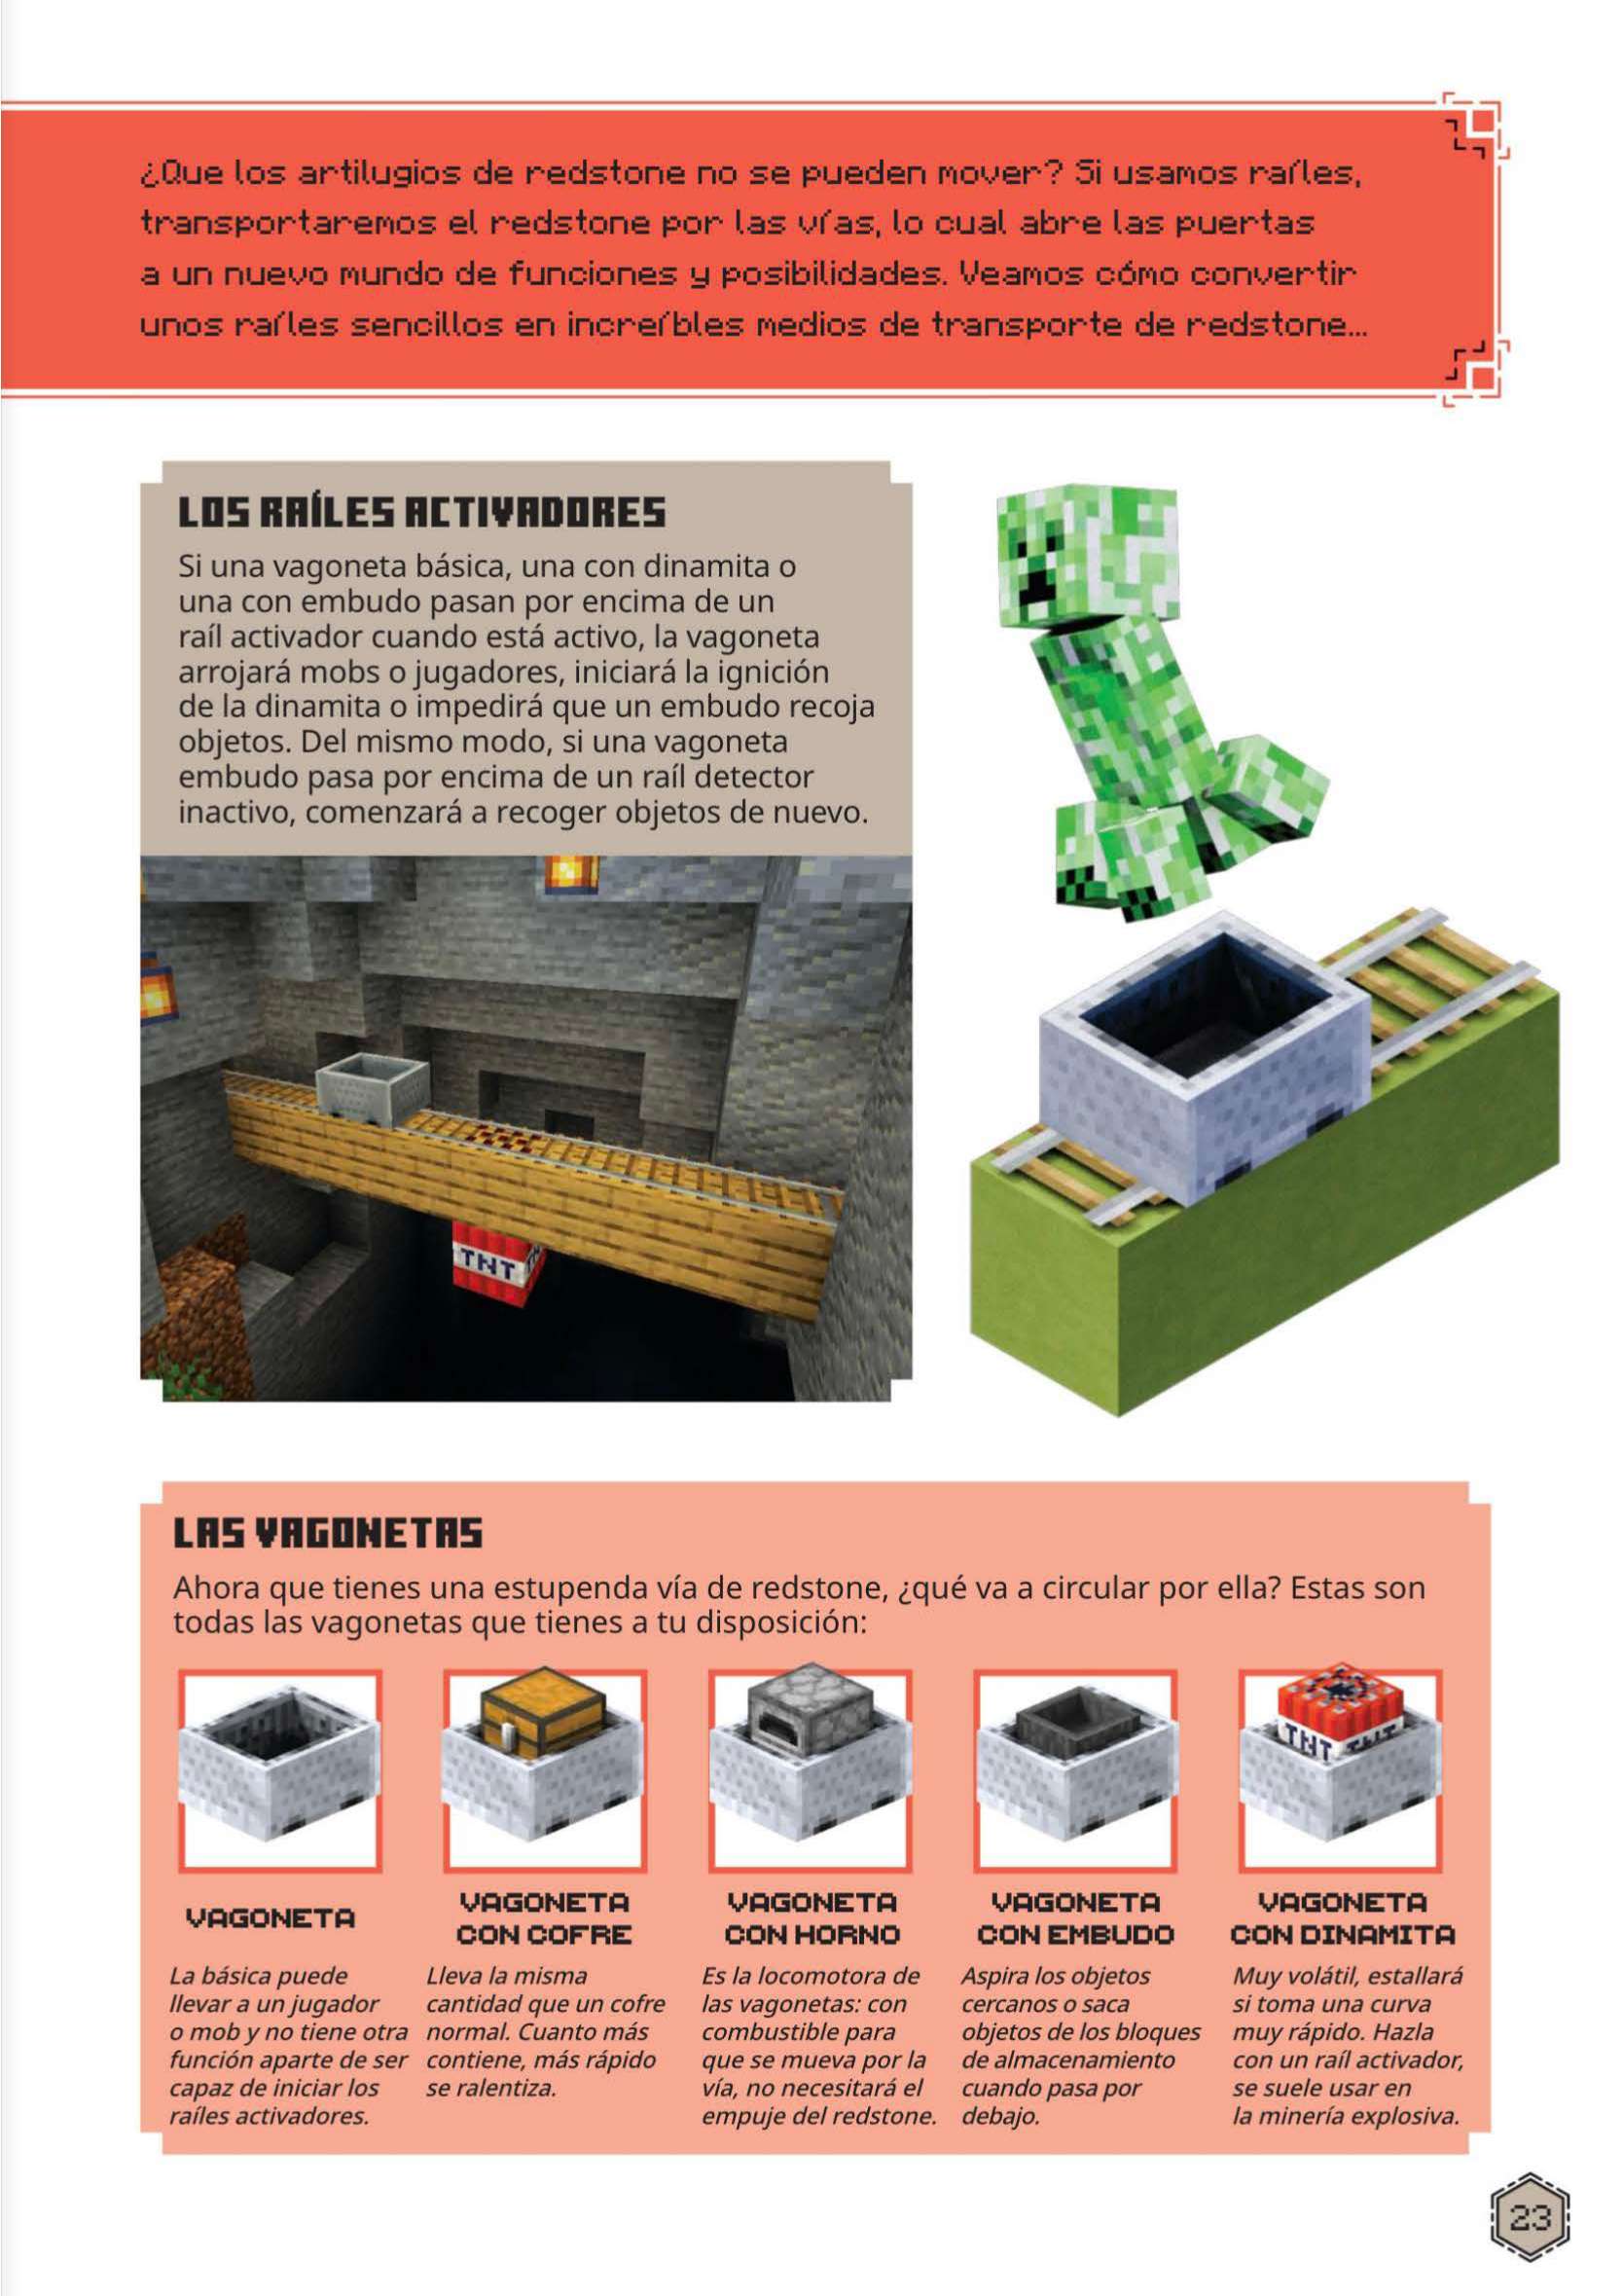 ¿Que los artilugios de redstone no se pueden mover? Si usamos raíles,
transportaremos el redstone por las vías, lo cual abre las puertas
a un nuevo mundo de funciones y posibilidades. Veamos cómo convertir
unos raíles sencillos en increíbles medios de transporte de redstone...
LOS RAÍLES ACTIVADORES
Si una vagoneta básica, una con dinamita o
una con embudo pasan por encima de un
raíl activador cuando está activo, la vagoneta
arrojará mobs o jugadores, iniciará la ignición
de la dinamita o impedirá que un embudo recoja
objetos. Del mismo modo, si una vagoneta
embudo pasa por encima de un raíl detector
inactivo, comenzará a recoger objetos de nuevo.
TNT
LAS VAGONETAS
Ahora que tienes una estupenda vía de redstone, ¿qué va a circular por ella? Estas son
todas las vagonetas que tienes a tu disposición:
TNT TNT
VAGONETA
La básica puede
llevar a un jugador
o mob y no tiene otra
función aparte de ser
capaz de iniciar los
raíles activadores.
VAGONETA
CON COFRE
Lleva la misma
cantidad que un cofre
normal. Cuanto más
contiene, más rápido
se ralentiza.
VAGONETA
CON HORNO
Es la locomotora de
las vagonetas: con
combustible para
que se mueva por la
vía, no necesitará el
empuje del redstone.
VAGONETA
CON EMBUDO
Aspira los objetos
cercanos o saca
objetos de los bloques
de almacenamiento
cuando pasa por
debajo.
VAGONETA
CON DINAMITA
Muy volátil, estallará
si toma una curva
muy rápido. Hazla
con un raíl activador,
se suele usar en
la minería explosiva.
23